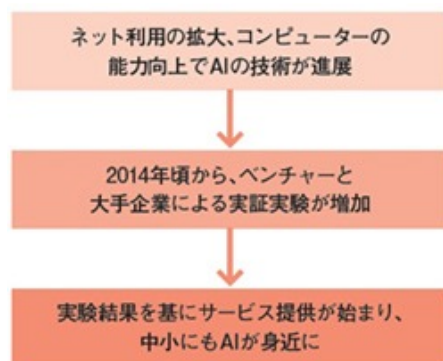 ネット利用の拡大、コンピューターの
能力向上でAIの技術が進展
2014年頃から、ベンチャーと
大手企業による実証実験が増加
実験結果を基にサービス提供が始まり、
中小にもAIが身近に